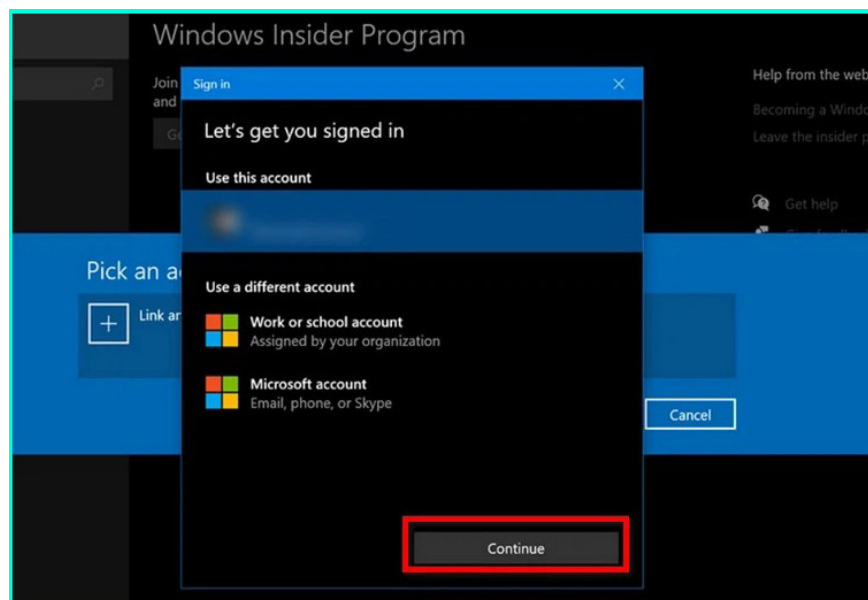 Windows Insider Program
Join
and
Sign in
Let's get you signed in
Use this account
Use a different account
Work or school account
Assigned by your organization
Microsoft account
Email, phone, or Skype
Continue
Pick an a
Link an
Cancel
Help from the web
Becoming a Windo
Leave the insider p
Get help